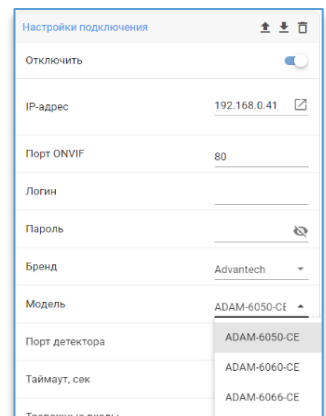 Настройки подключения
Отключить
IP-адрес 192.168.0.41
Порт ONVIF 80
Логин
Пароль
Бренд Advantech
Модель ADAM-6050-CE
Порт детектора ADAM-6050-CE
ADAM-6060-CE
Таймаут, сек
ADAM-6066-CE